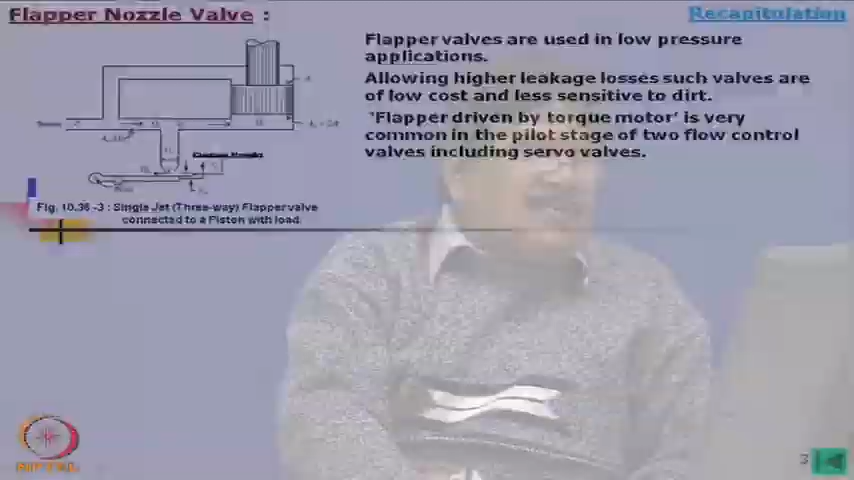 Flapper Nozzle Valve :
Recapitulation
Flapper valves are used in low pressure
applications.
Allowing higher leakage losses such valves are
of low cost and less sensitive to dirt.
'Flapper driven by torque motor' is very
common in the pilot stage of two flow control
valves including servo valves.
Fig. 10.36 -3 : Single Jet (Three-way) Flapper valve
connected to a Piston with load.
NPTEL
3